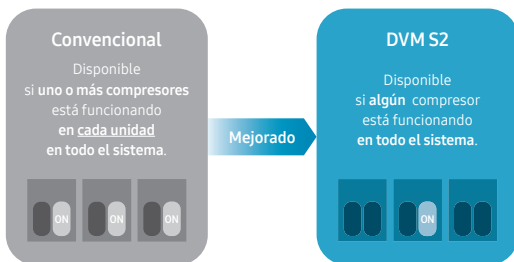 Convencional
Disponible
si uno o más compresores
está funcionando
en cada unidad
en todo el sistema.
ON
ON
ON
Mejorado
DVM S2
Disponible
si algún compresor
está funcionando
en todo el sistema.
ON